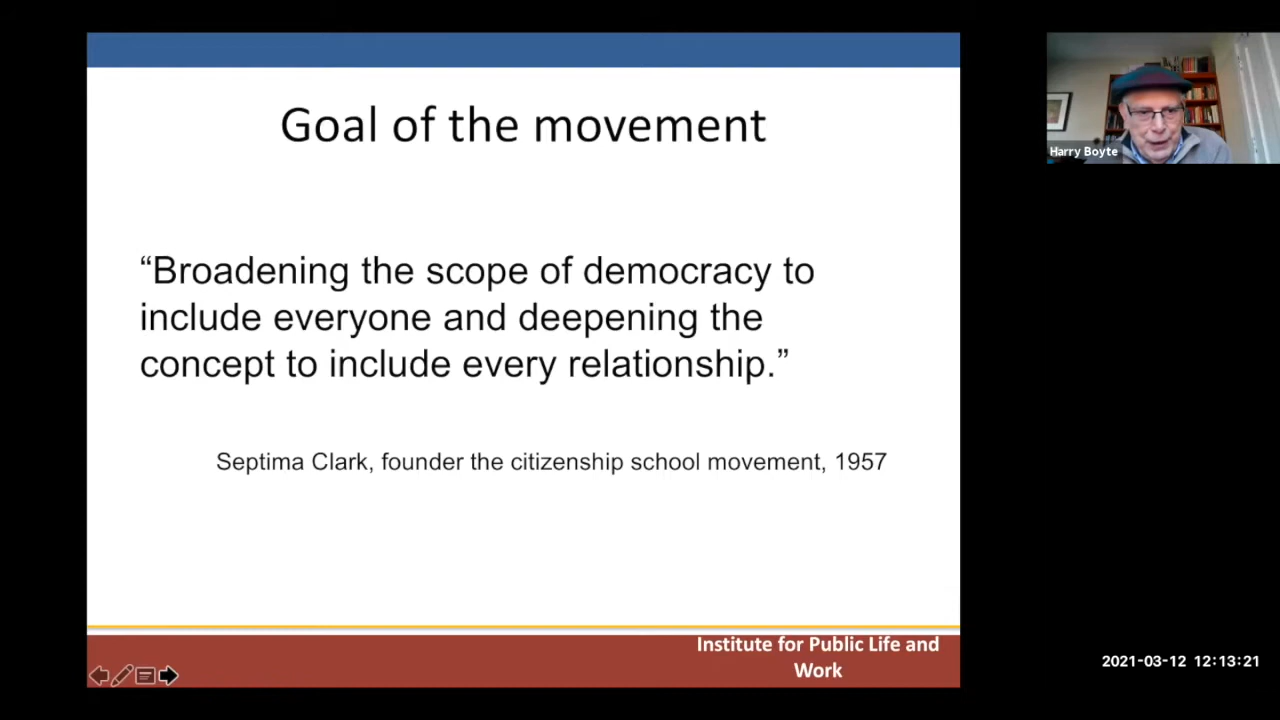 Goal of the movement
“Broadening the scope of democracy to
include everyone and deepening the
concept to include every relationship.”
Septima Clark, founder the citizenship school movement, 1957
Institute for Public Life and
Work
Harry Boyte
2021-03-12 12:13:21